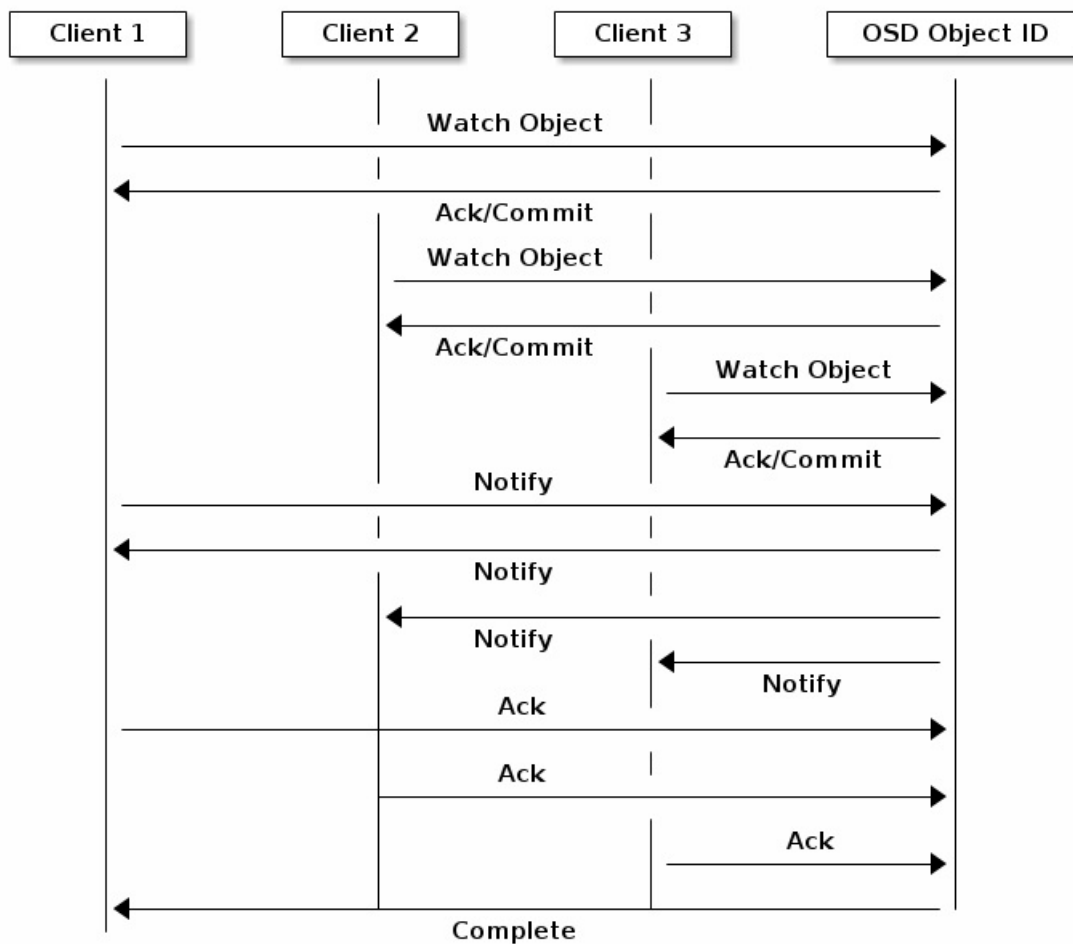 Client 1
Client 2
Client 3
OSD Object ID
Watch Object
Ack/Commit
Watch Object
Ack/Commit
Watch Object
Ack/Commit
Notify
Notify
Notify
Notify
Ack
Ack
Ack
Complete